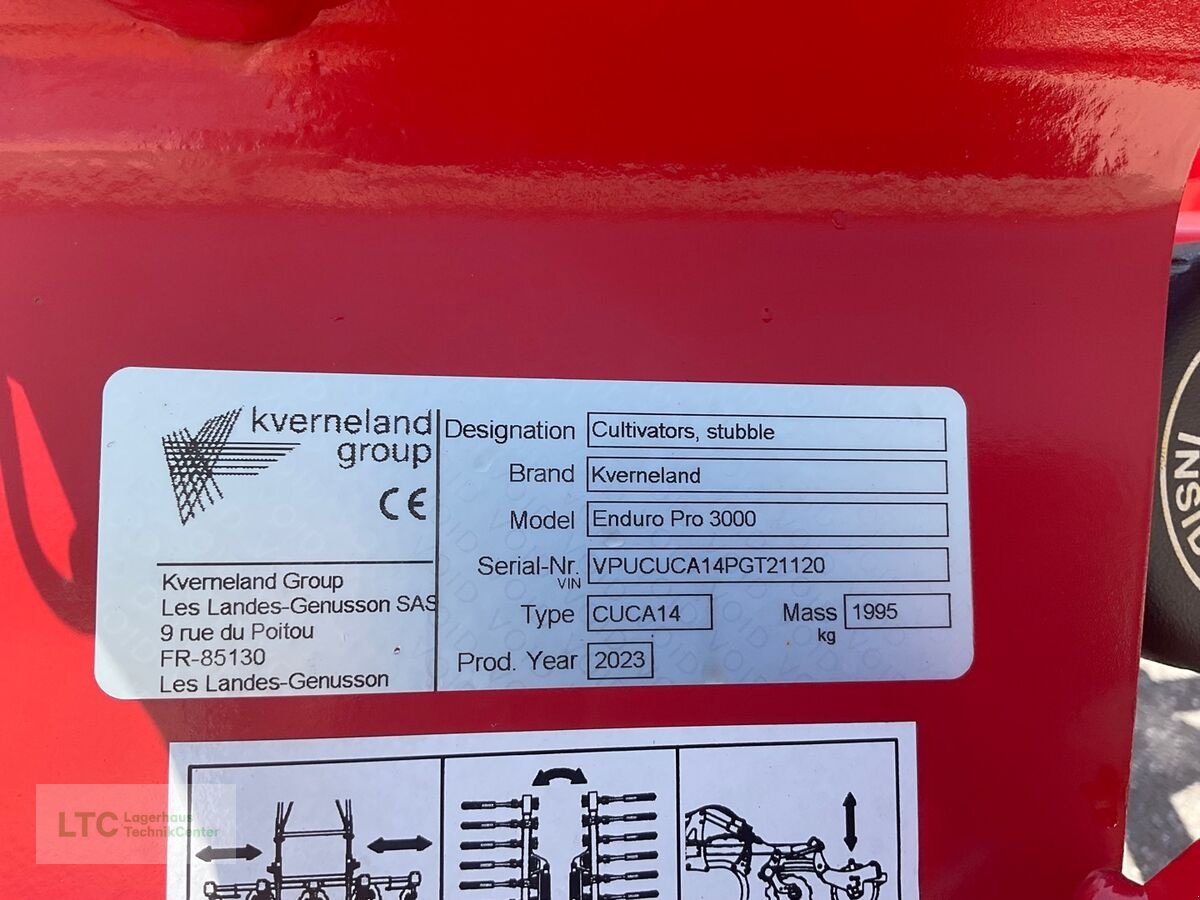 kverneland
group
CE
Kverneland Group
Les Landes-Genusson SAS
9 rue du Poitou
FR-85130
Les Landes-Genusson
Designation Cultivators, stubble
Brand Kverneland
Model Enduro Pro 3000
Serial-Nr. VIN VPUCUCA14PGT21120
Type CUCA14 Mass kg 1995
Prod. Year 2023
3
LTC Lagerhaus
TechnikCenter